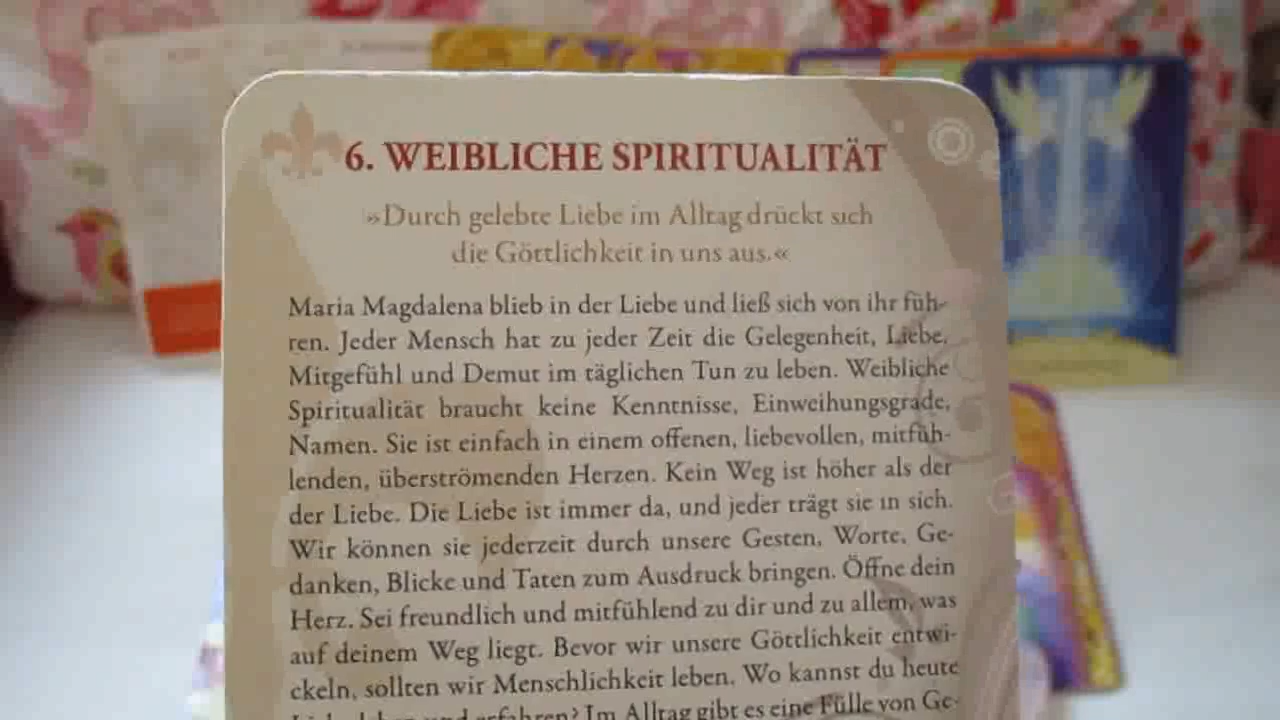 6. WEIBLICHE SPIRITUALITÄT
»Durch gelebte Liebe im Alltag drückt sich
die Göttlichkeit in uns aus.«
Maria Magdalena blieb in der Liebe und ließ sich von ihr füh-
ren. Jeder Mensch hat zu jeder Zeit die Gelegenheit, Liebe,
Mitgefühl und Demut im täglichen Tun zu leben. Weibliche
Spiritualität braucht keine Kenntnisse, Einweihungsgrade,
Namen. Sie ist einfach in einem offenen, liebevollen, mitfüh-
lenden, überströmenden Herzen. Kein Weg ist höher als der
der Liebe. Die Liebe ist immer da, und jeder trägt sie in sich.
Wir können sie jederzeit durch unsere Gesten, Worte, Ge-
danken, Blicke und Taten zum Ausdruck bringen. Öffne dein
Herz. Sei freundlich und mitfühlend zu dir und zu allem, was
auf deinem Weg liegt. Bevor wir unsere Göttlichkeit entwi-
ckeln, sollten wir Menschlichkeit leben. Wo kannst du heute
erfahren? Im Alltag gibt es eine Fülle von Ge-